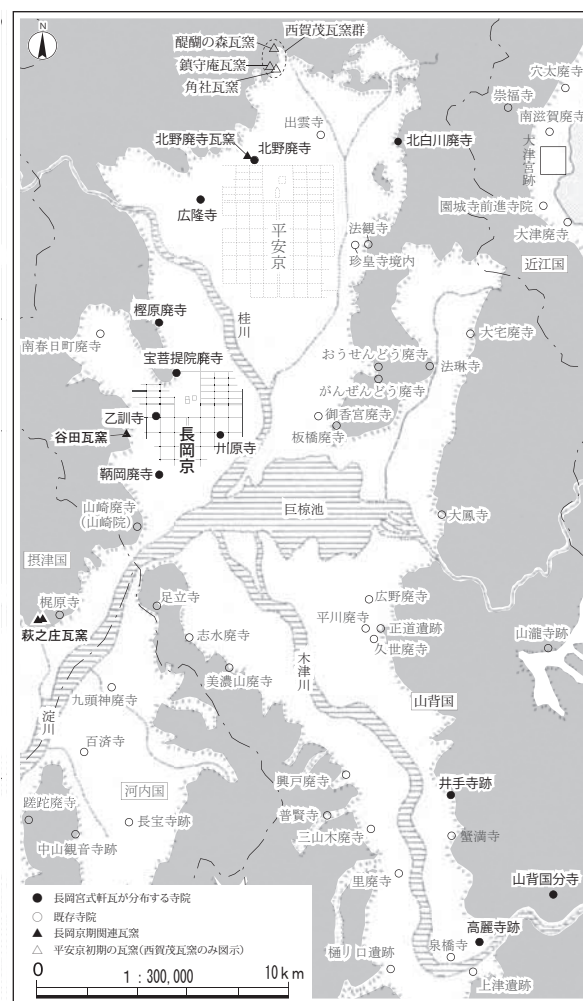 N
醍醐の森瓦窯
西賀茂瓦窯群
鎮守庵瓦窯
角社瓦窯
穴太廃寺
崇福寺
南滋賀廃寺
出雲寺
大津宮跡
北野廃寺瓦窯
北野廃寺
北白川廃寺
広隆寺
園城寺前進寺院
平安京
法観寺
大津廃寺
珍皇寺境内
近江国
樫原廃寺
桂川
大宅廃寺
南春日町廃寺
おうせんどう廃寺
法琳寺
宝菩提院廃寺
がんぜんどう廃寺
乙訓寺
御香宮廃寺
長岡京
板橋廃寺
谷田瓦窯
川原寺
鞆岡廃寺
山崎廃寺
(山崎院)
巨椋池
大鳳寺
摂津国
梶原寺
足立寺
広野廃寺
萩之庄瓦窯
平川廃寺
正道遺跡
志水廃寺
久世廃寺
山瀧寺跡
木津川
美濃山廃寺
九頭神廃寺
山背国
淀川
百済寺
興戸廃寺
井手寺跡
河内国
蹉跎廃寺
普賢寺
長宝寺跡
三山木廃寺
蟹満寺
中山観音寺跡
里廃寺
山背国分寺
高麗寺跡
樋ノ口遺跡
泉橋寺
上津遺跡
● 長岡宮式軒瓦が分布する寺院
○ 既存寺院
▲ 長岡京期関連瓦窯
△ 平安京初期の瓦窯(西賀茂瓦窯のみ図示)
0 1:300,000 10km